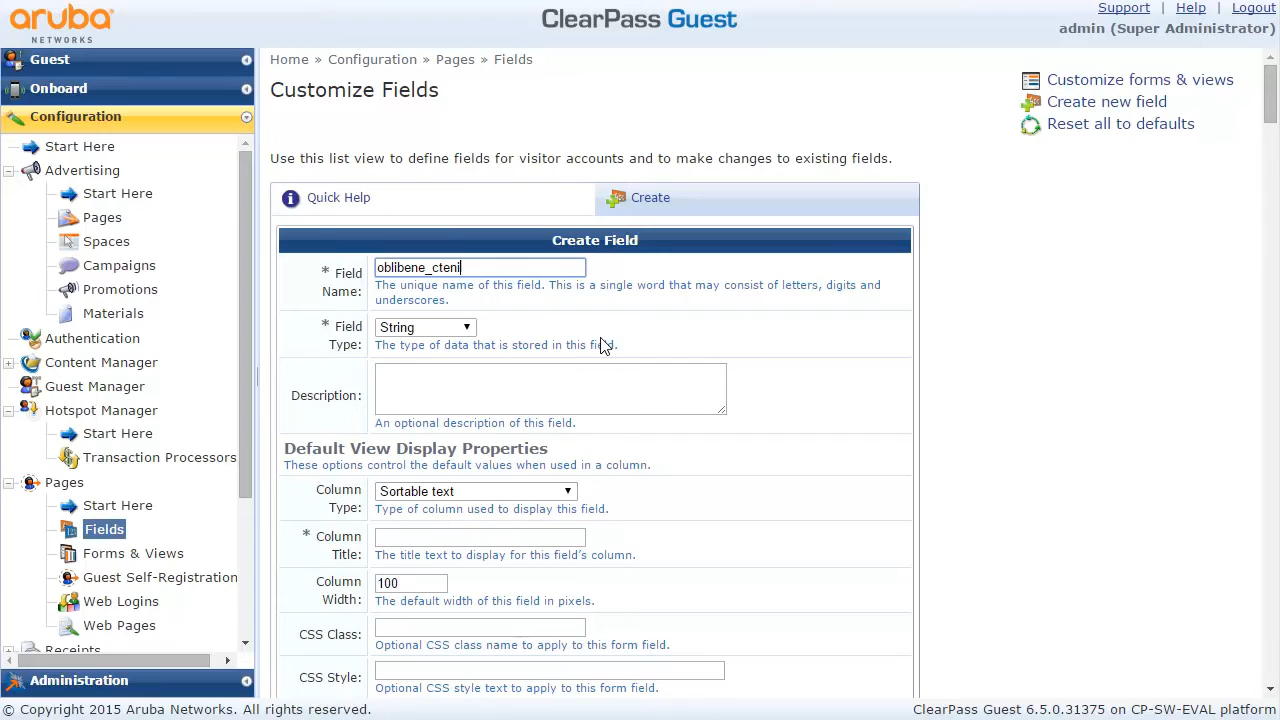 aruba
NETWORKS
ClearPass Guest
Support | Help | Logout
admin (Super Administrator)
Guest
Onboard
Configuration
Start Here
Advertising
Start Here
Pages
Spaces
Campaigns
Promotions
Materials
Authentication
Content Manager
Guest Manager
Hotspot Manager
Start Here
Transaction Processors
Pages
Start Here
Fields
Forms & Views
Guest Self-Registration
Web Logins
Web Pages
Receipts
Administration
Home » Configuration » Pages » Fields
Customize Fields
Customize forms & views
Create new field
Reset all to defaults
Use this list view to define fields for visitor accounts and to make changes to existing fields.
Quick Help
Create
Create Field
* Field Name:
oblibene_cteni
The unique name of this field. This is a single word that may consist of letters, digits and
underscores.
* Field Type:
String
The type of data that is stored in this field.
Description:
An optional description of this field.
Default View Display Properties
These options control the default values when used in a column.
Column Type:
Sortable text
Type of column used to display this field.
* Column Title:
The title text to display for this field's column.
Column Width:
100
The default width of this field in pixels.
CSS Class:
Optional CSS class name to apply to this form field.
CSS Style:
Optional CSS style text to apply to this form field.
© Copyright 2015 Aruba Networks. All rights reserved.
ClearPass Guest 6.5.0.31375 on CP-SW-EVAL platform